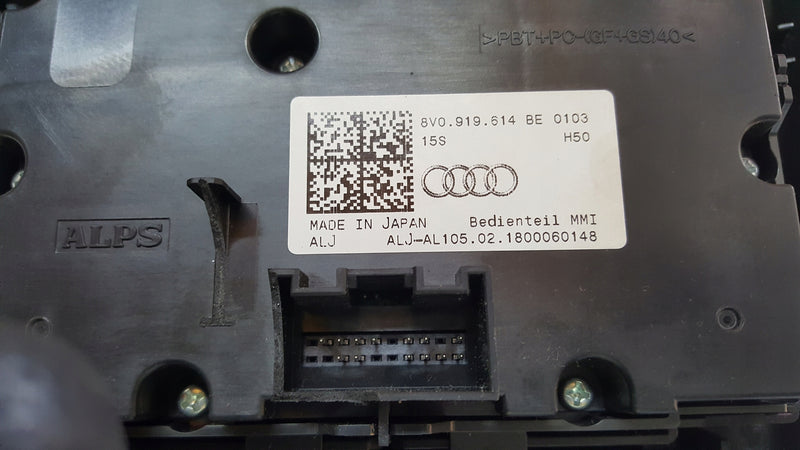 >PBT+PC-(GF+GS)40<
8V0.919.614 BE 0103
15S H50
MADE IN JAPAN Bedienteil MMI
ALJ ALJ-AL105.02.1800060148
ALPS